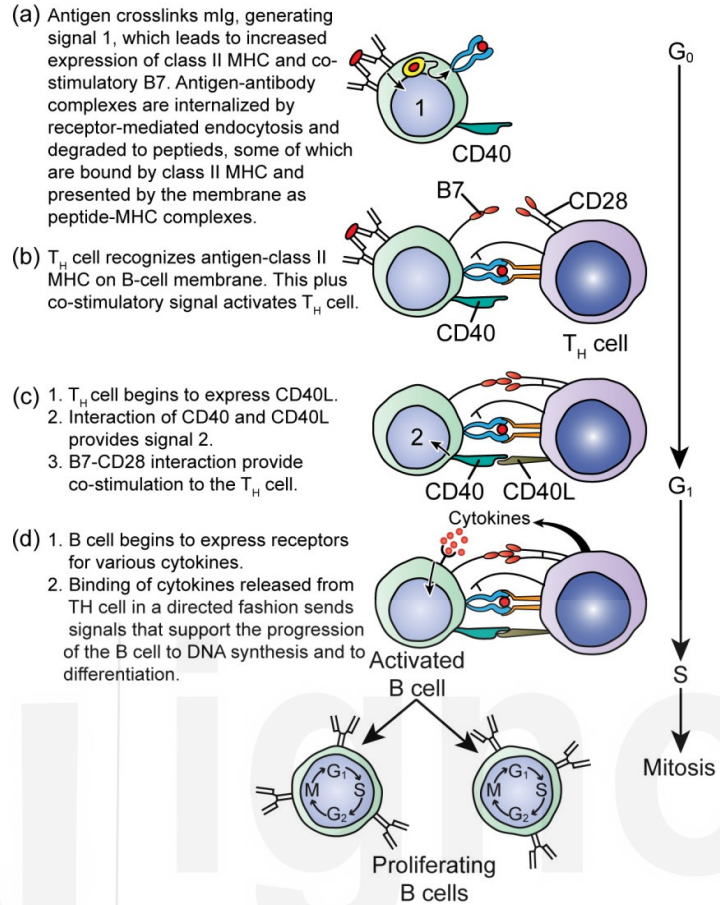 (a) Antigen crosslinks mIg, generating
signal 1, which leads to increased
expression of class II MHC and co-
stimulatory B7. Antigen-antibody
complexes are internalized by
receptor-mediated endocytosis and
degraded to peptieds, some of which
are bound by class II MHC and
presented by the membrane as
peptide-MHC complexes.
1
CD40
G0
(b) TH cell recognizes antigen-class II
MHC on B-cell membrane. This plus
co-stimulatory signal activates TH cell.
B7
CD28
CD40
TH cell
(c) 1. TH cell begins to express CD40L.
2. Interaction of CD40 and CD40L
provides signal 2.
3. B7-CD28 interaction provide
co-stimulation to the TH cell.
2
CD40
CD40L
G1
(d) 1. B cell begins to express receptors
for various cytokines.
2. Binding of cytokines released from
TH cell in a directed fashion sends
signals that support the progression
of the B cell to DNA synthesis and to
differentiation.
Cytokines
Activated
B cell
S
Mitosis
G1
M S
G2
G1
M S
G2
Proliferating
B cells
igno